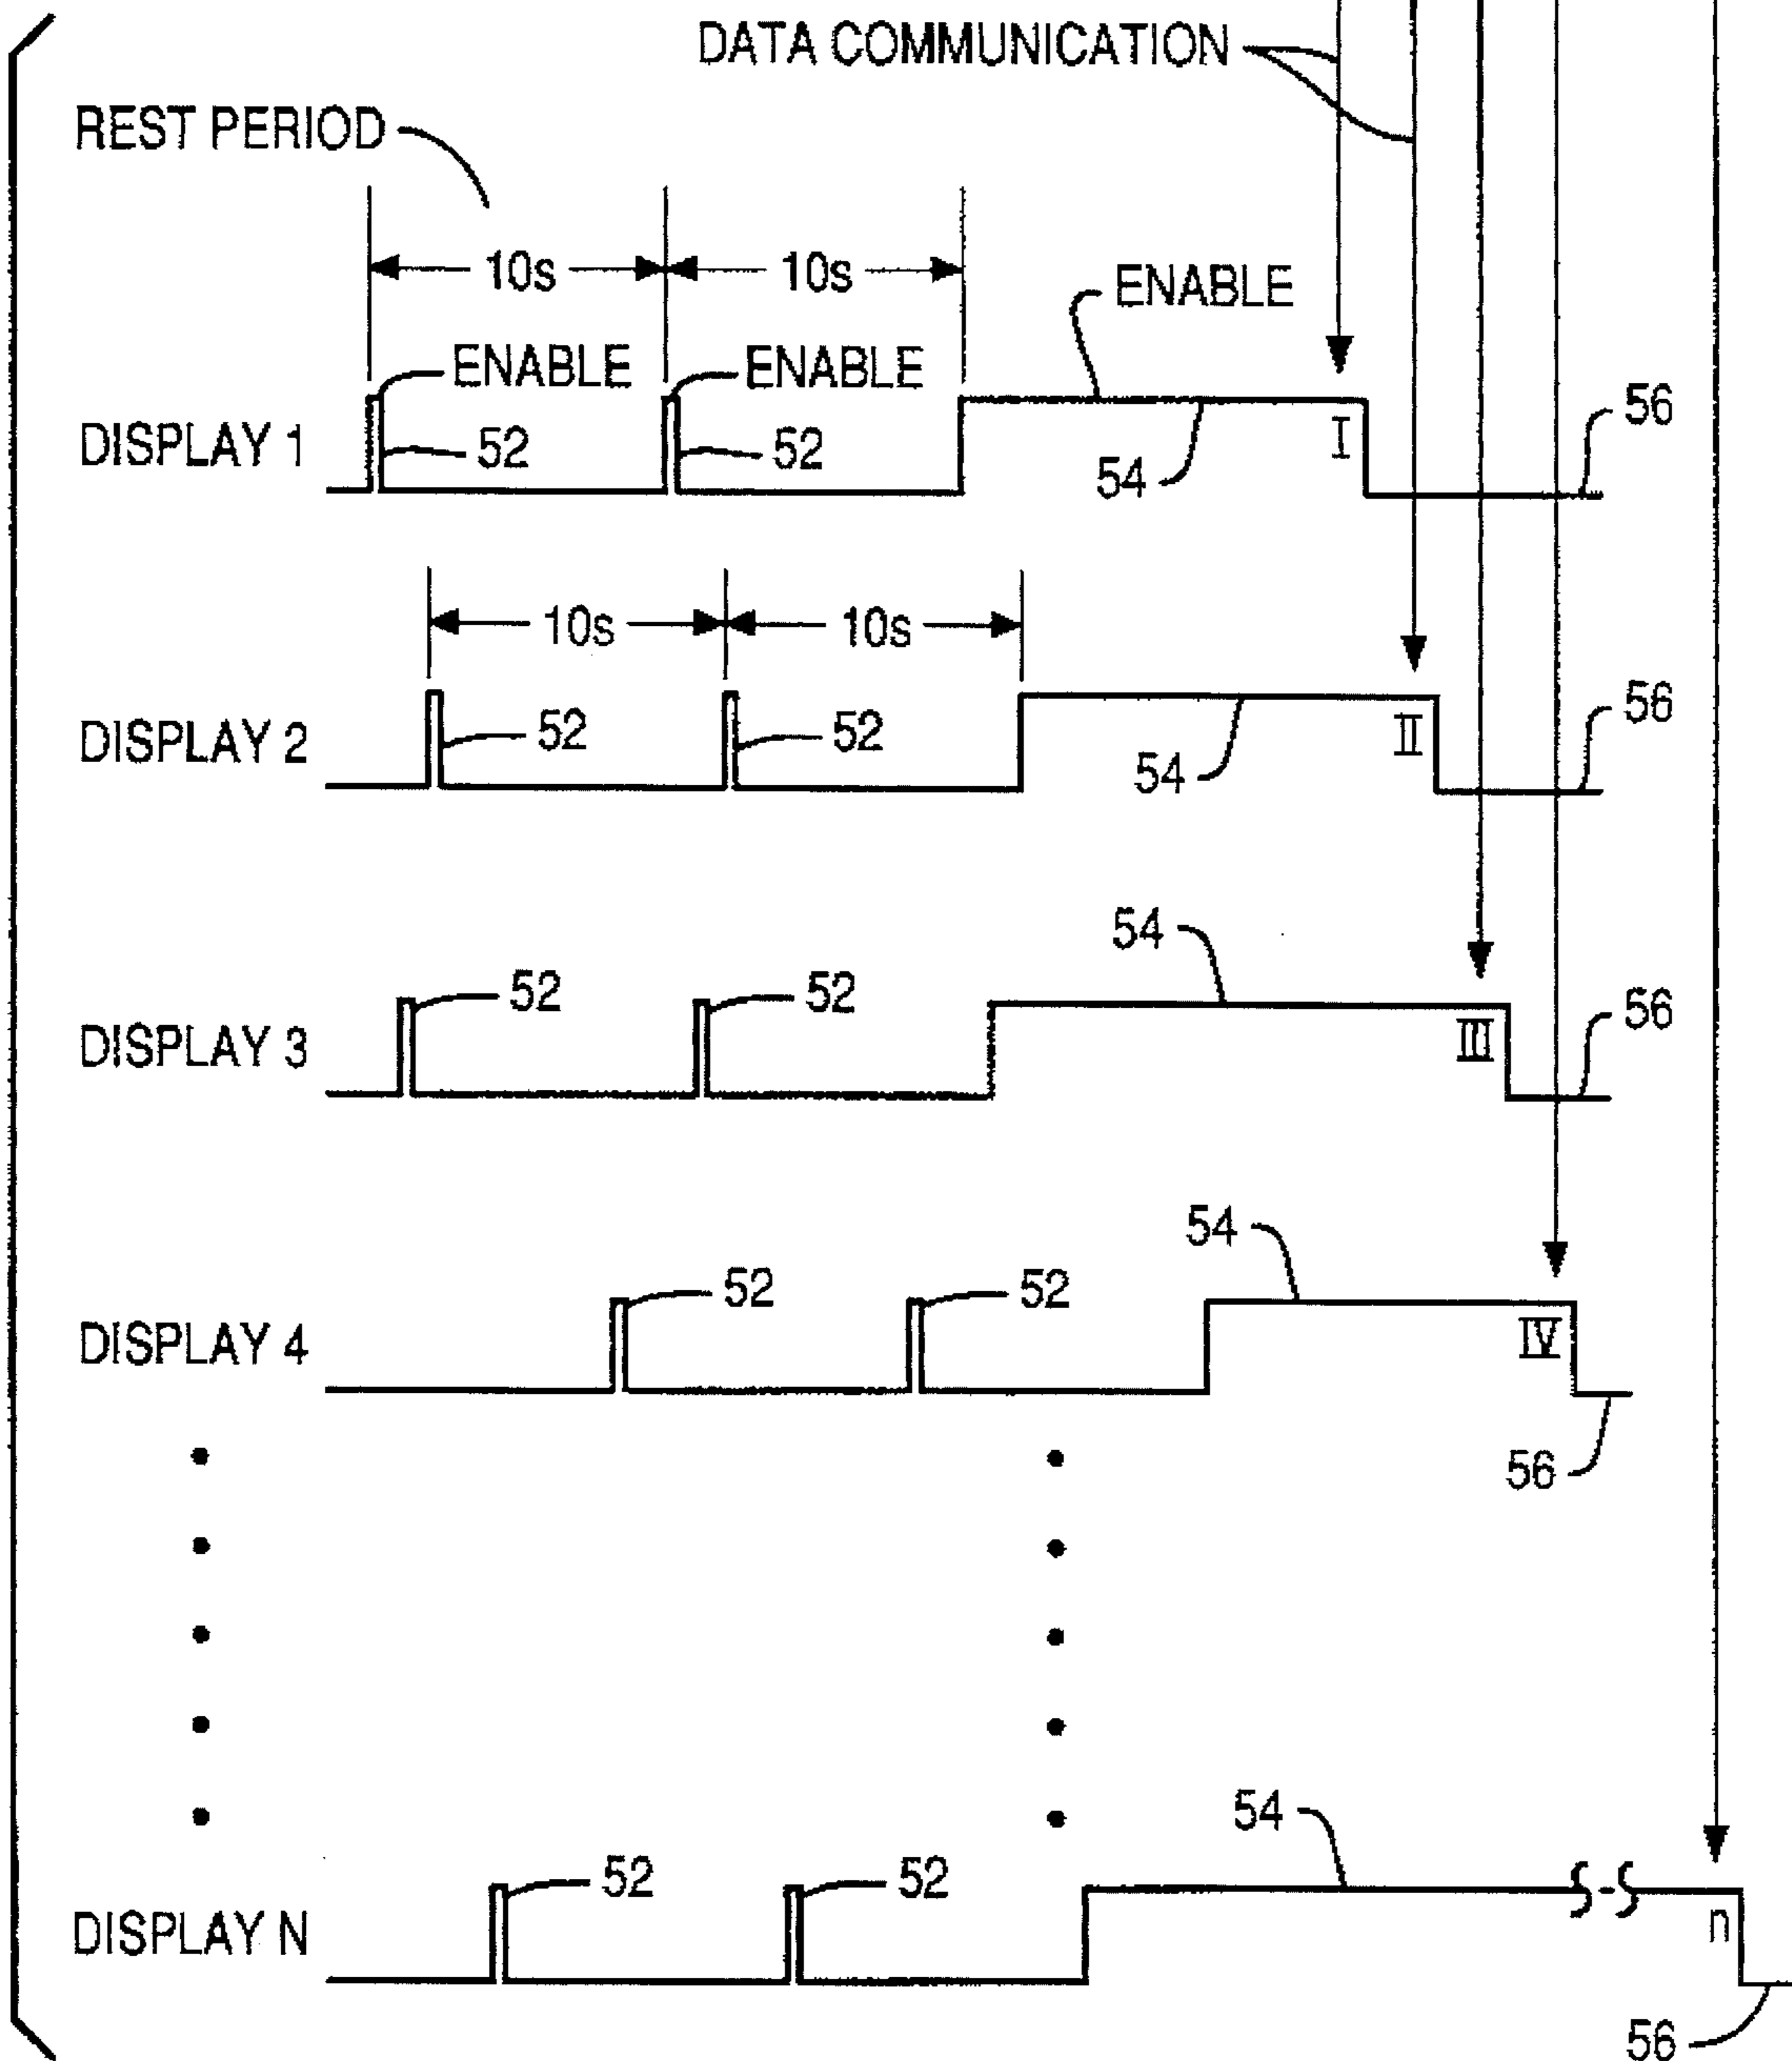 DATA COMMUNICATION
REST PERIOD
10s 10s
ENABLE
ENABLE ENABLE
DISPLAY 1 52 52 54 I 56
10s 10s
DISPLAY 2 52 52 54 II 56
54
DISPLAY 3 52 52 III 56
54
DISPLAY 4 52 52 IV
56
54
DISPLAY N 52 52 n
56